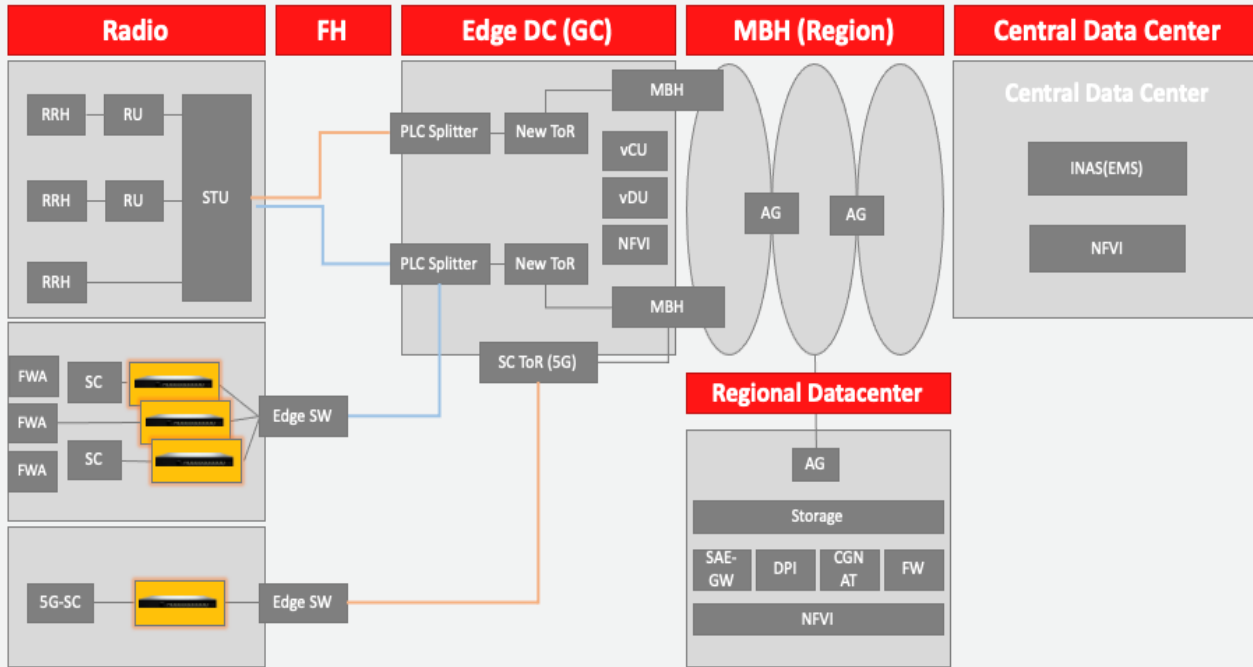 Radio
FH
Edge DC (GC)
MBH (Region)
Central Data Center
RRH
RU
RRH
RU
RRH
STU
PLC Splitter
New ToR
MBH
vCU
vDU
NFVI
PLC Splitter
New ToR
MBH
SC ToR (5G)
AG
AG
Central Data Center
INAS(EMS)
NFVI
FWA
SC
FWA
FWA
SC
Edge SW
5G-SC
Edge SW
Regional Datacenter
AG
Storage
SAE-
GW
DPI
CGN
AT
FW
NFVI